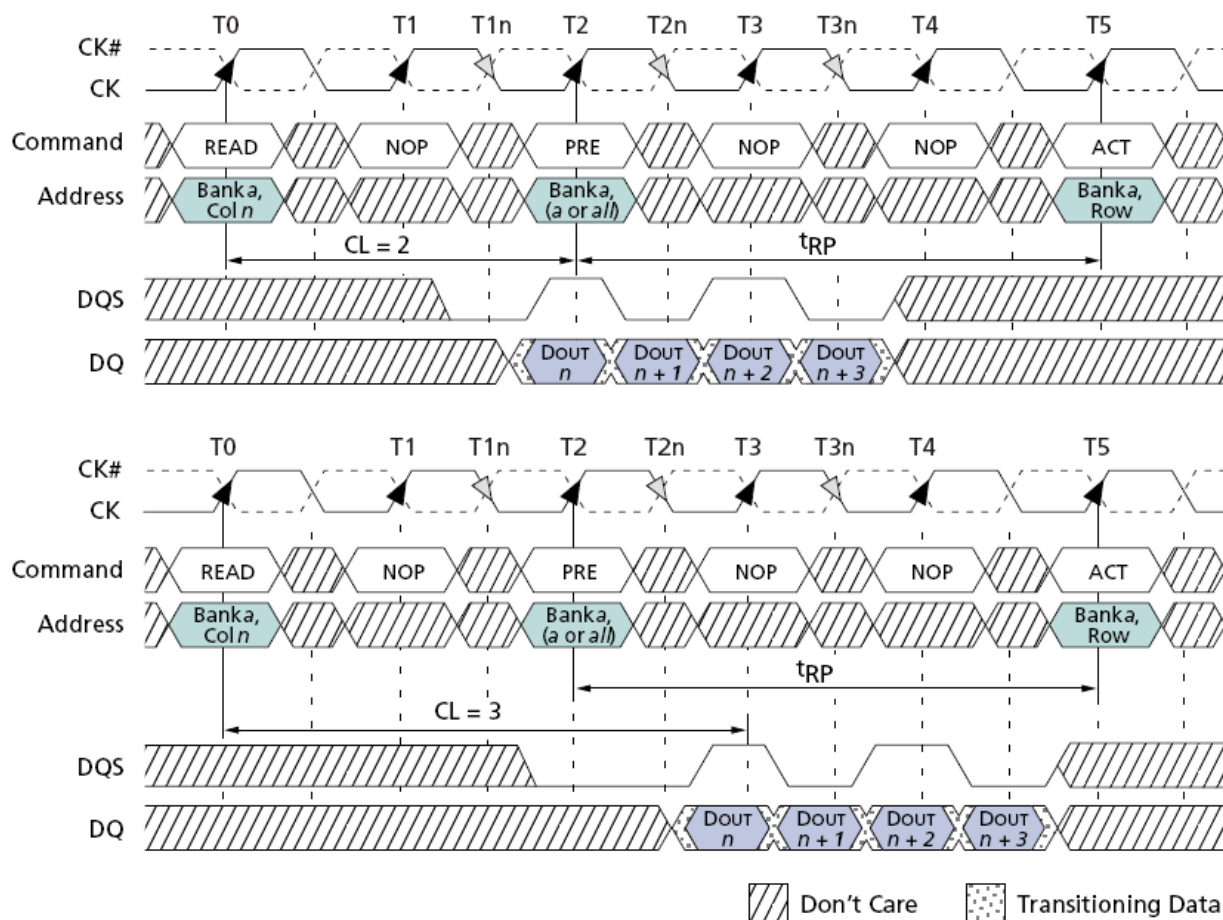 T0 T1 T1n T2 T2n T3 T3n T4 T5
CK#
CK
Command READ NOP PRE NOP NOP ACT
Address Banka, Col n Banka, (a or all) Banka, Row
CL = 2 tRP
DQS
DQ DOUT n DOUT n + 1 DOUT n + 2 DOUT n + 3
T0 T1 T1n T2 T2n T3 T3n T4 T5
CK#
CK
Command READ NOP PRE NOP NOP ACT
Address Banka, Col n Banka, (a or all) Banka, Row
tRP
CL = 3
DQS
DQ DOUT n DOUT n + 1 DOUT n + 2 DOUT n + 3
Don't Care Transitioning Data